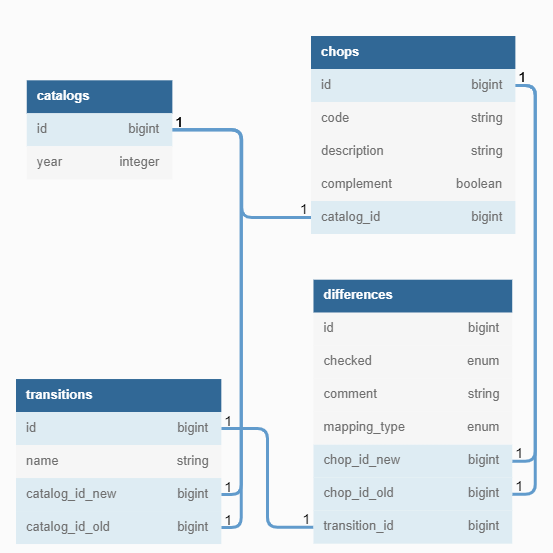 catalogs
id bigint
year integer
1
chops
id bigint
code string
description string
complement boolean
catalog_id bigint
1
1
differences
id bigint
checked enum
comment string
mapping_type enum
chop_id_new bigint
chop_id_old bigint
transition_id bigint
1
1
1
transitions
id bigint
name string
catalog_id_new bigint
catalog_id_old bigint
1
1
1